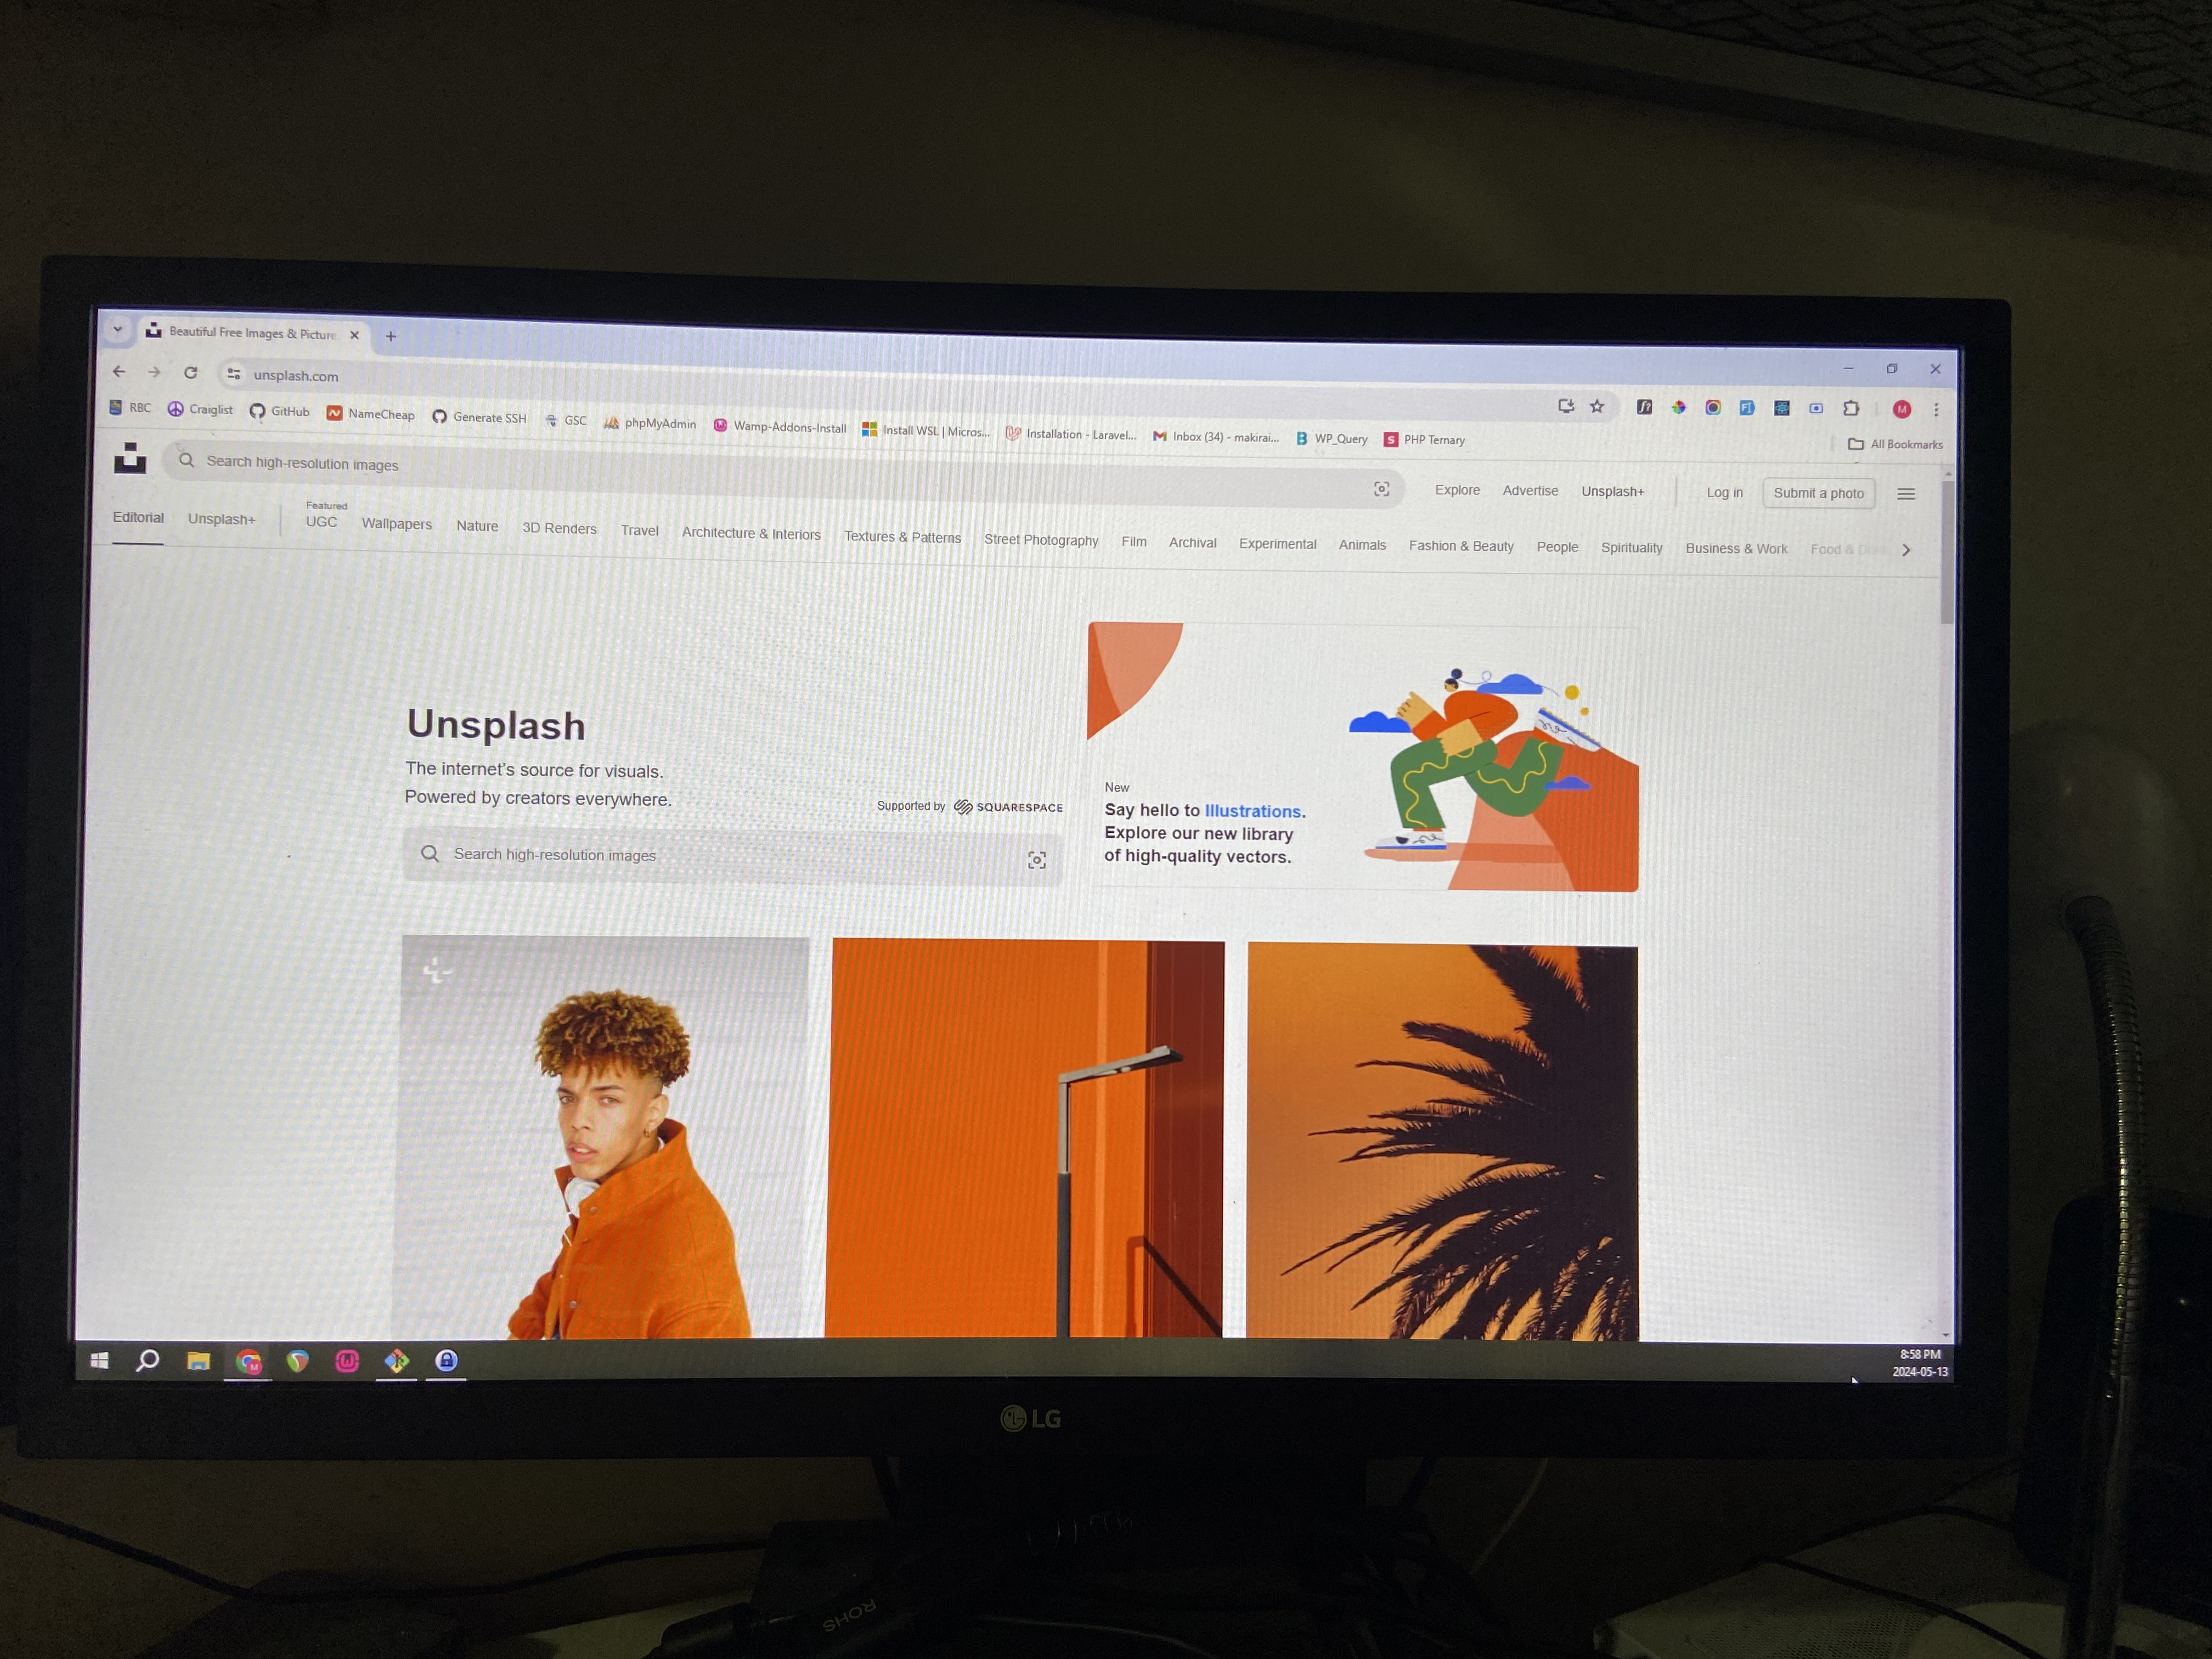 Beautiful Free Images & Picture
unsplash.com
RBC Craiglist GitHub NameCheap Generate SSH GSC phpMyAdmin Wamp-Addons-Install Install WSL | Micros... Installation - Laravel... Inbox (34) - makirai... WP_Query PHP Ternary All Bookmarks
M
Search high-resolution images Explore Advertise Unsplash+ Log in Submit a photo
Editorial Unsplash+ Featured UGC Wallpapers Nature 3D Renders Travel Architecture & Interiors Textures & Patterns Street Photography Film Archival Experimental Animals Fashion & Beauty People Spirituality Business & Work Food &
Unsplash
The internet's source for visuals.
Powered by creators everywhere.
Supported by SQUARESPACE
Search high-resolution images
New
Say hello to Illustrations.
Explore our new library
of high-quality vectors.
8:58 PM
2024-05-13
LG
ROHS